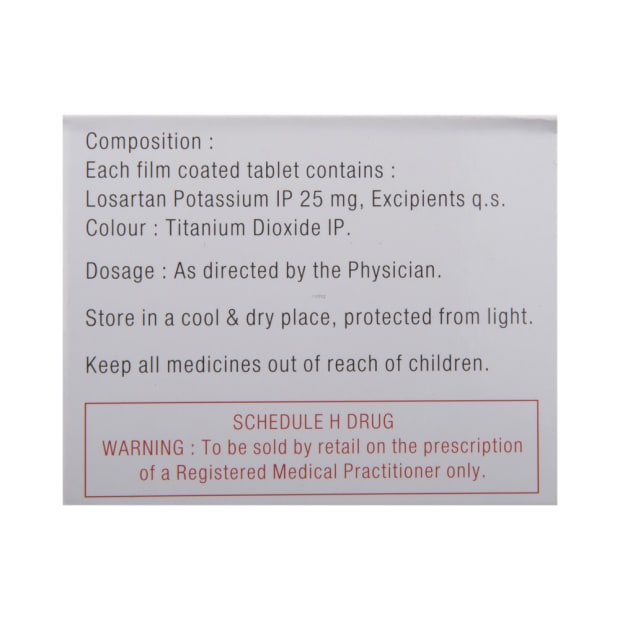 Composition :
Each film coated tablet contains :
Losartan Potassium IP 25 mg, Excipients q.s.
Colour : Titanium Dioxide IP.
Dosage : As directed by the Physician.
Store in a cool & dry place, protected from light.
Keep all medicines out of reach of children.
SCHEDULE H DRUG
WARNING : To be sold by retail on the prescription
of a Registered Medical Practitioner only.